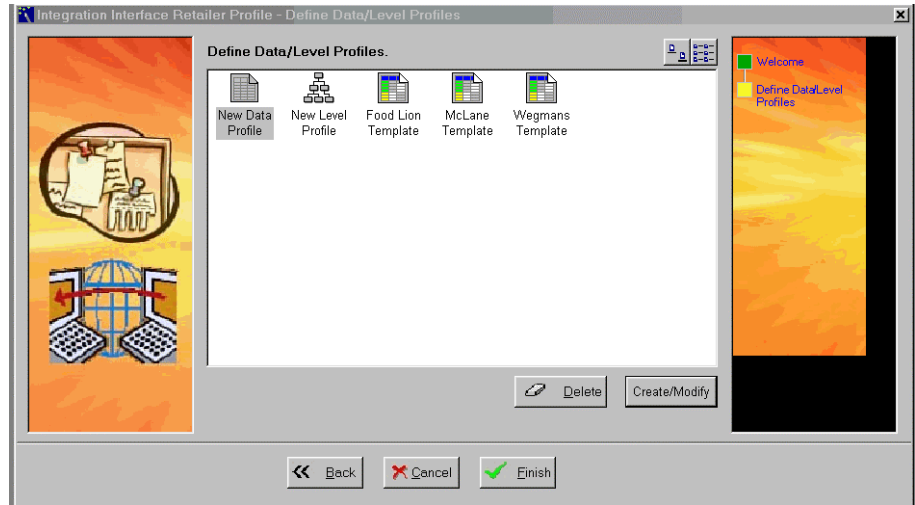 Integration Interface Retailer Profile - Define Data/Level Profiles
Define Data/Level Profiles.
New Data
Profile
New Level
Profile
Food Lion
Template
McLane
Template
Wegmans
Template
Delete
Create/Modify
Welcome
Define Data/Level
Profiles
Back
Cancel
Finish